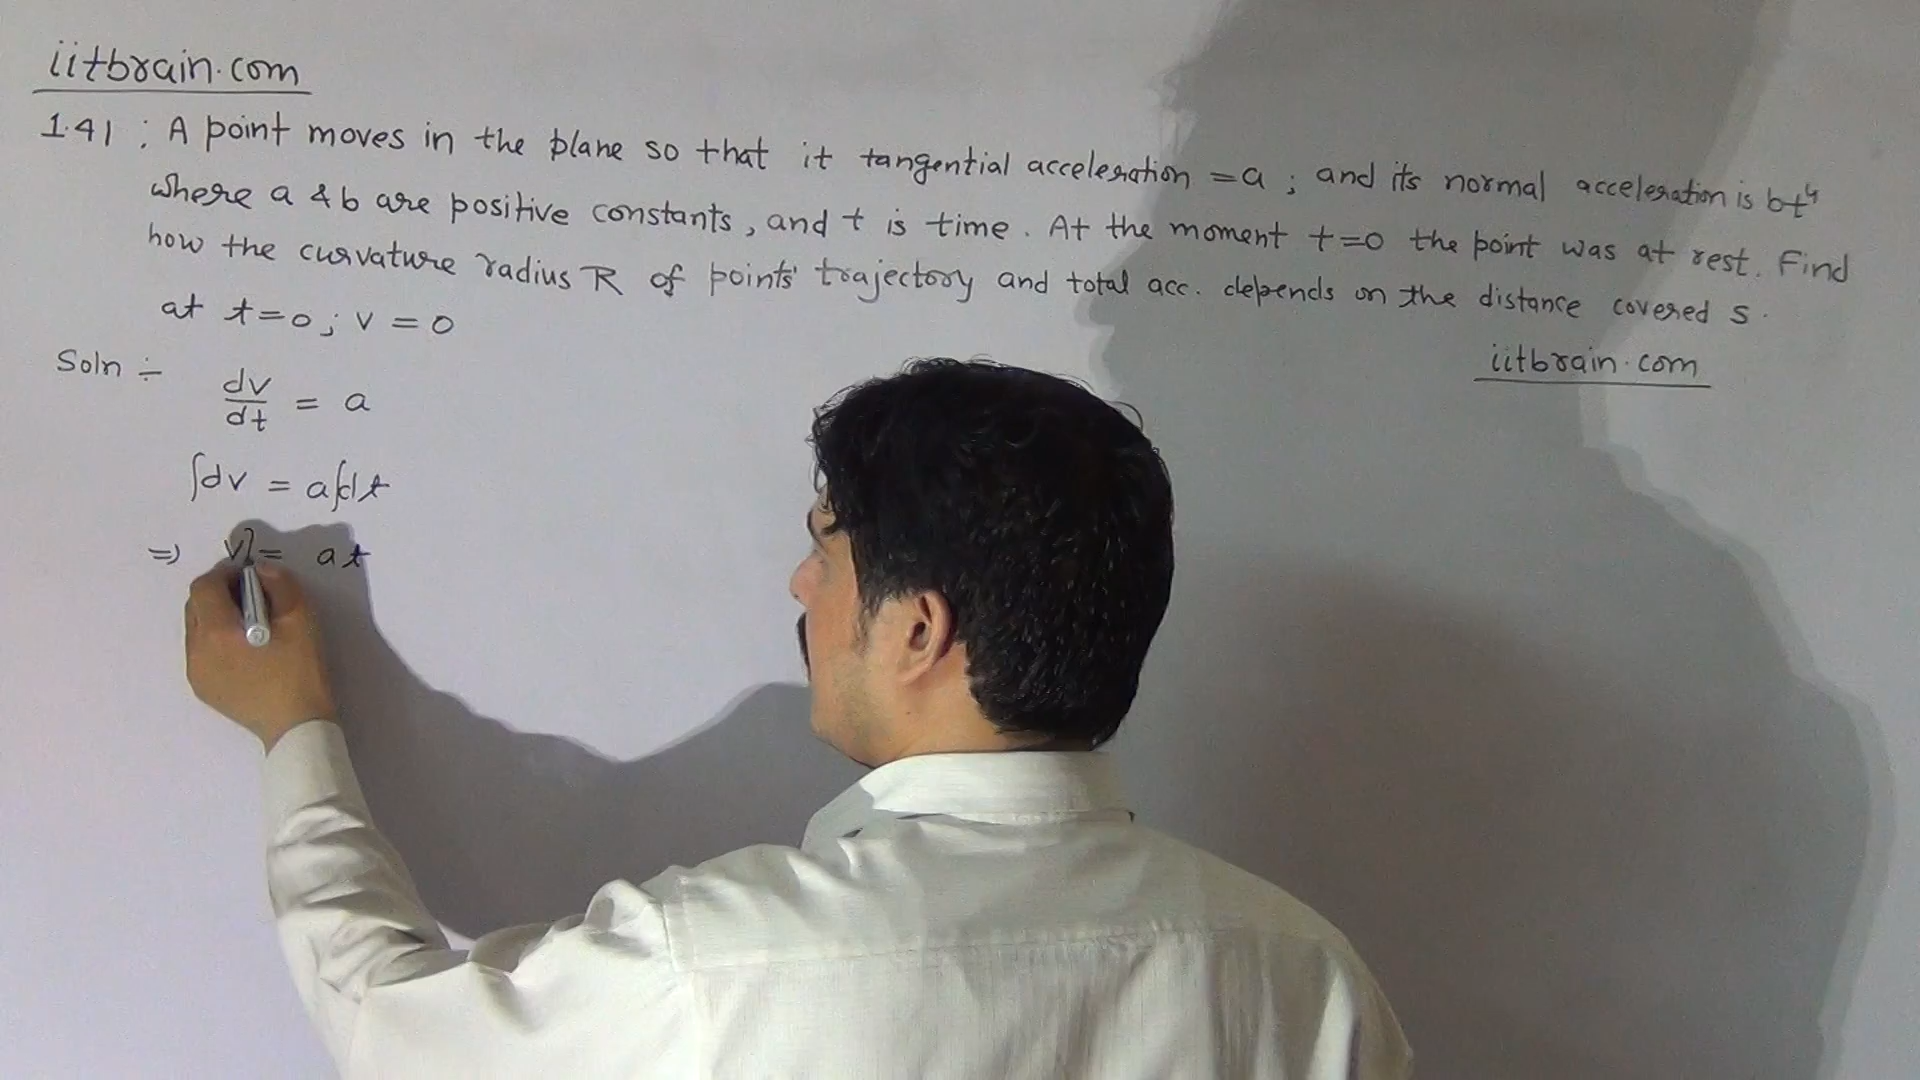 iitbrain.com
1.41 : A point moves in the plane so that it tangential acceleration = a ; and its normal acceleration is bt⁴
where a & b are positive constants, and t is time. At the moment t=0 the point was at rest. Find
how the curvature radius R of points' trajectory and total acc. depends on the distance covered s.
at t=0 ; v = 0
iitbrain.com
Soln ÷ dv/dt = a
∫dv = a∫dt
⇒ v] = at